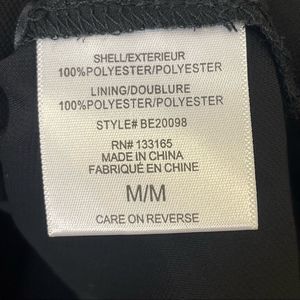 SHELL/EXTERIEUR
100%POLYESTER/POLYESTER
LINING/DOUBLURE
100%POLYESTER/POLYESTER
STYLE# BE20098
RN# 133165
MADE IN CHINA
FABRIQUÉ EN CHINE
M/M
CARE ON REVERSE